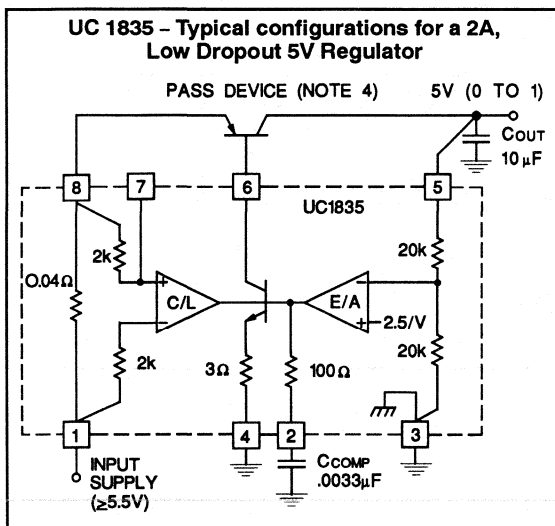 UC 1835 – Typical configurations for a 2A,
Low Dropout 5V Regulator
PASS DEVICE (NOTE 4)
5V (0 TO 1)
COUT
10 µF
8
7
6
5
UC1835
2k
20k
0.04Ω
+
C/L
−
E/A
−
+
2.5/V
2k
3Ω
100Ω
20k
1
4
2
3
INPUT
SUPPLY
(≥5.5V)
CCOMP
.0033µF